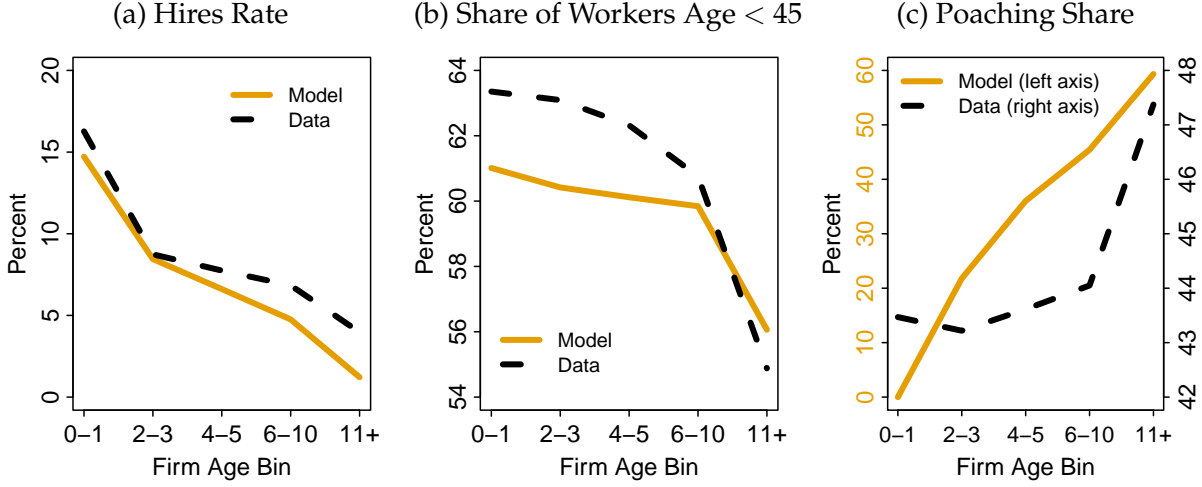 (a) Hires Rate
Percent
20
15
10
5
0
Model
Data
0−1 2−3 4−5 6−10 11+
Firm Age Bin
(b) Share of Workers Age < 45
Percent
64
62
60
58
56
54
Model
Data
0−1 2−3 4−5 6−10 11+
Firm Age Bin
(c) Poaching Share
60
50
40
30
20
10
0
Model (left axis)
Data (right axis)
48
47
46
45
44
43
42
0−1 2−3 4−5 6−10 11+
Firm Age Bin